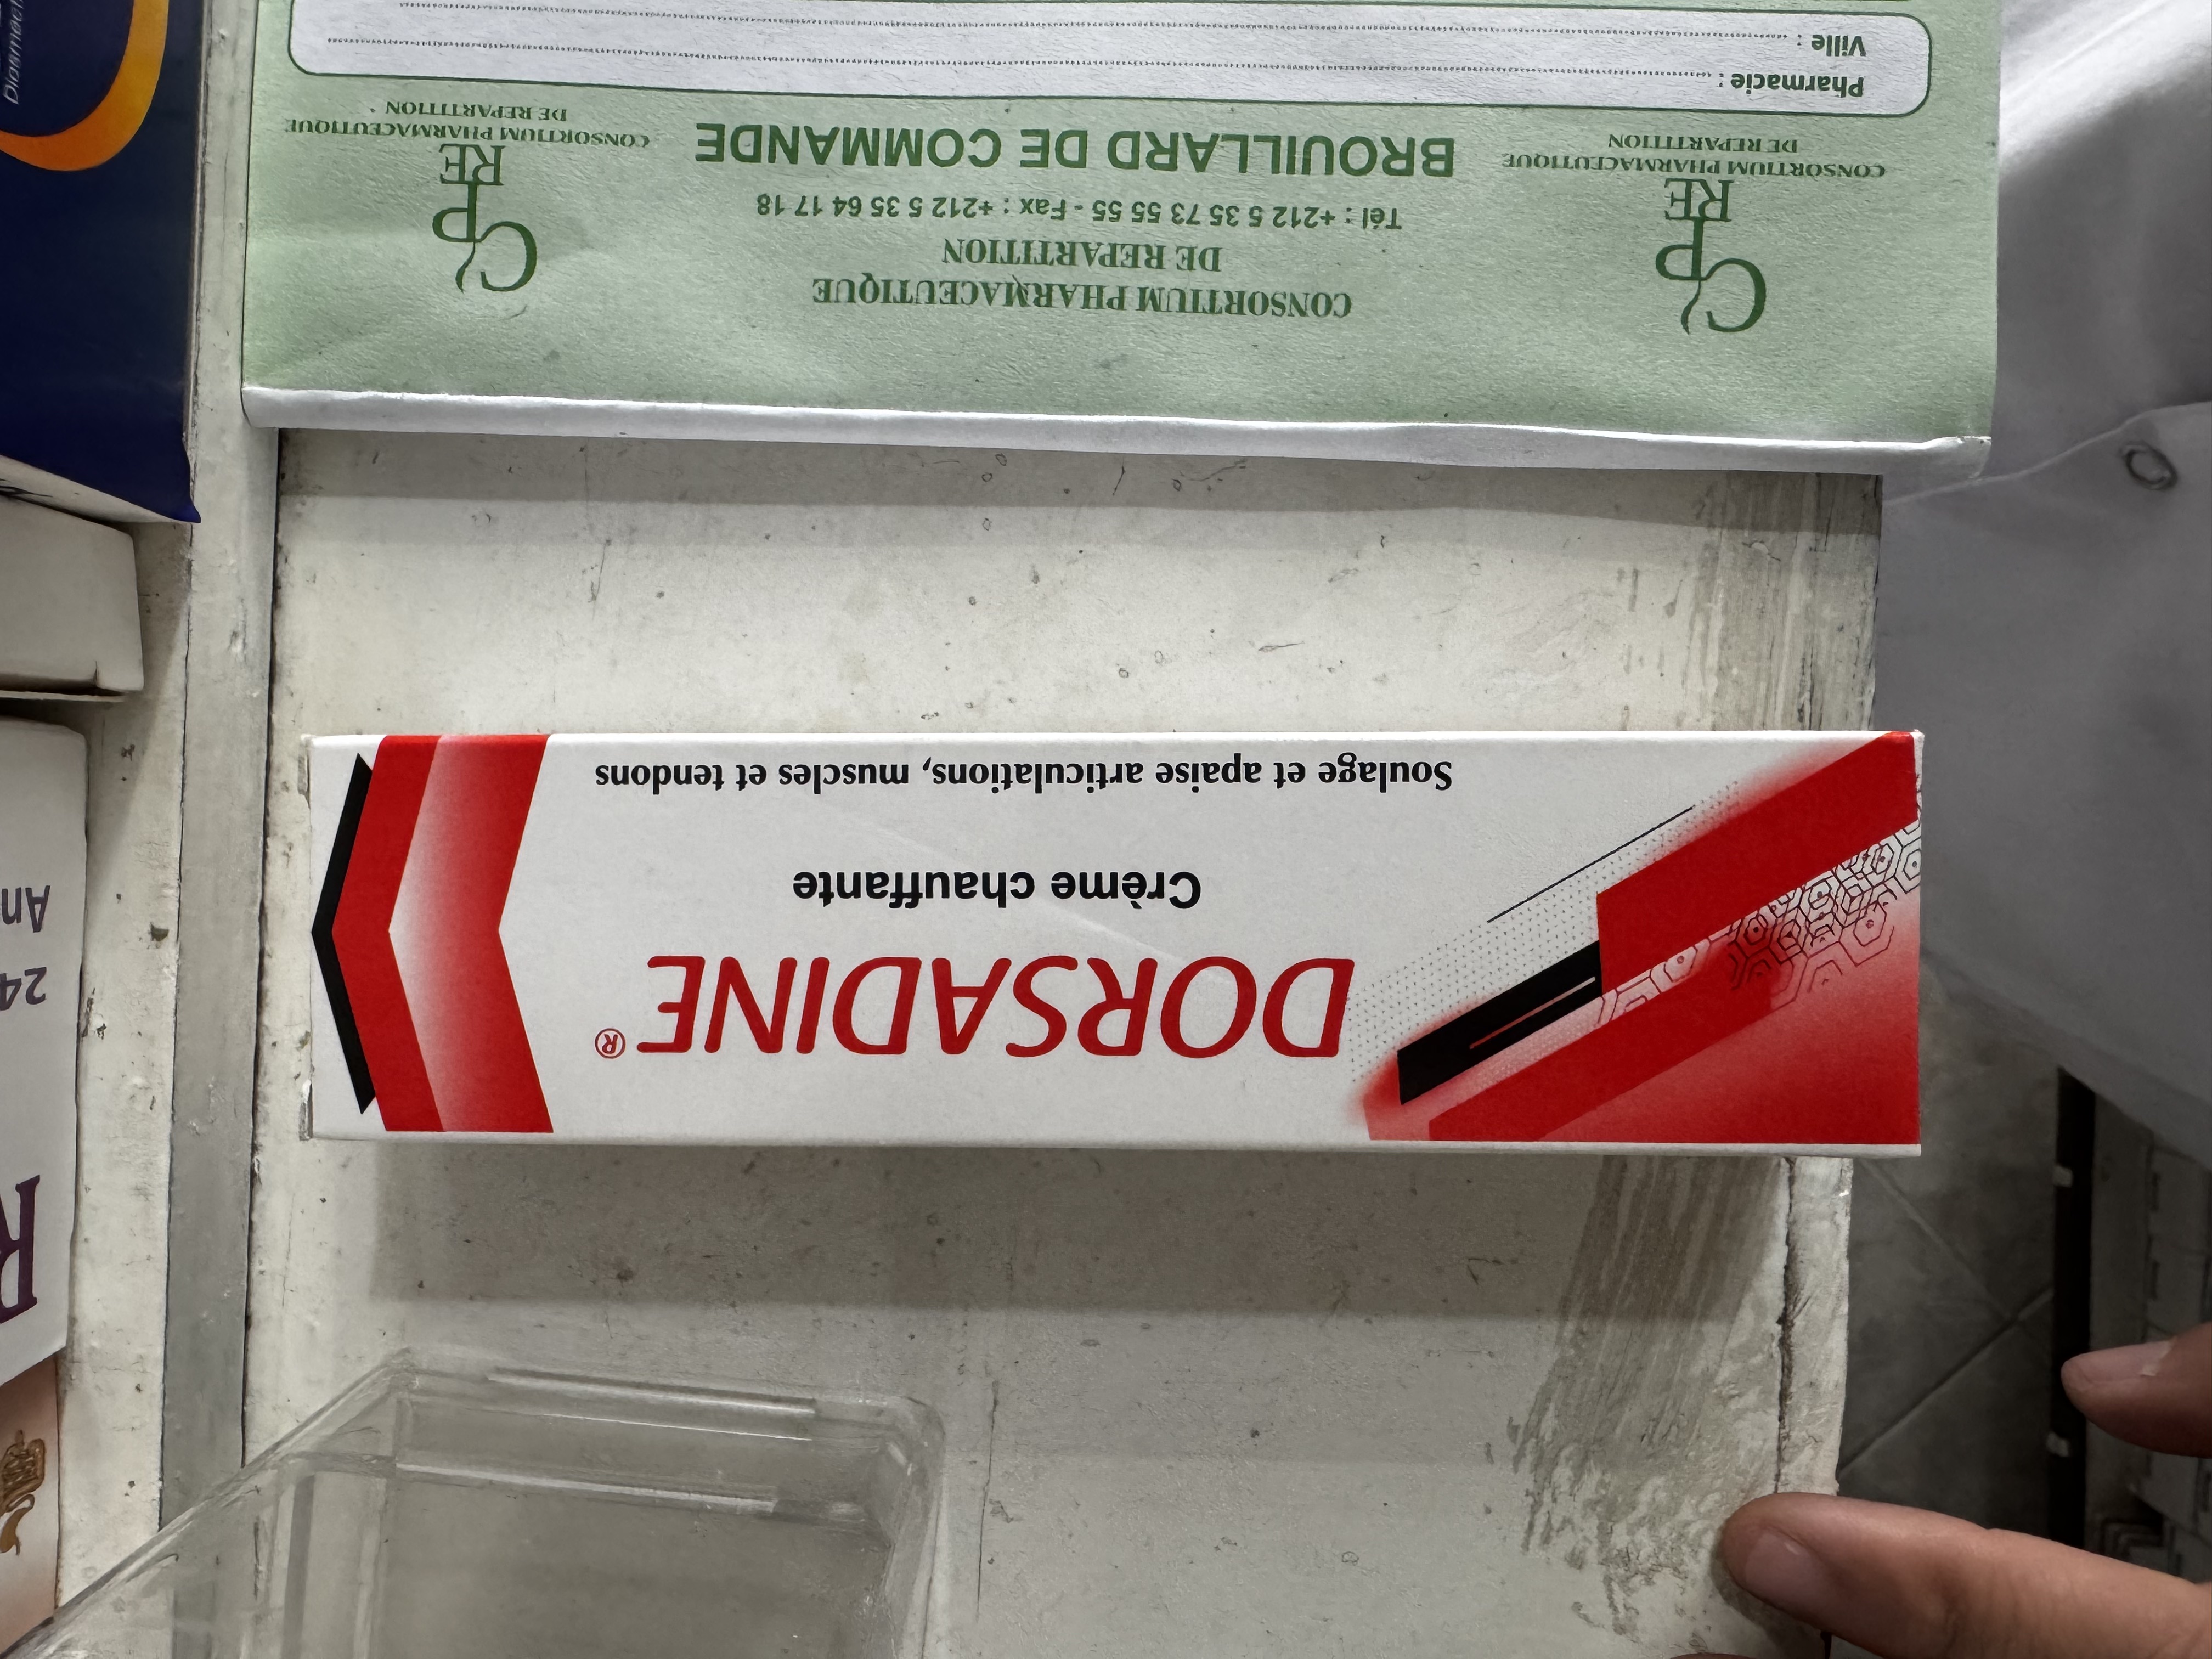 DORSADINE®
Crème chauffante
Soulage et apaise articulations, muscles et tendons
R
24
An
CPRE
CONSORTIUM PHARMACEUTIQUE
DE REPARTITION
CONSORTIUM PHARMACEUTIQUE
DE REPARTITION
Tél : +212 5 35 73 55 55 - Fax : +212 5 35 64 17 18
BROUILLARD DE COMMANDE
CPRE
CONSORTIUM PHARMACEUTIQUE
DE REPARTITION
Pharmacie :
Ville :